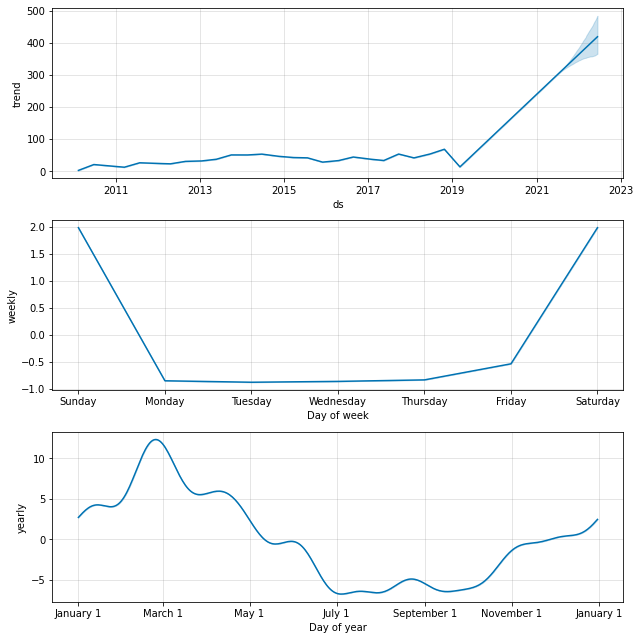 500
400
300
200
100
0
trend
2011 2013 2015 2017 2019 2021 2023
ds
2.0
1.5
1.0
0.5
0.0
−0.5
−1.0
weekly
Sunday Monday Tuesday Wednesday Thursday Friday Saturday
Day of week
10
5
0
−5
yearly
January 1 March 1 May 1 July 1 September 1 November 1 January 1
Day of year